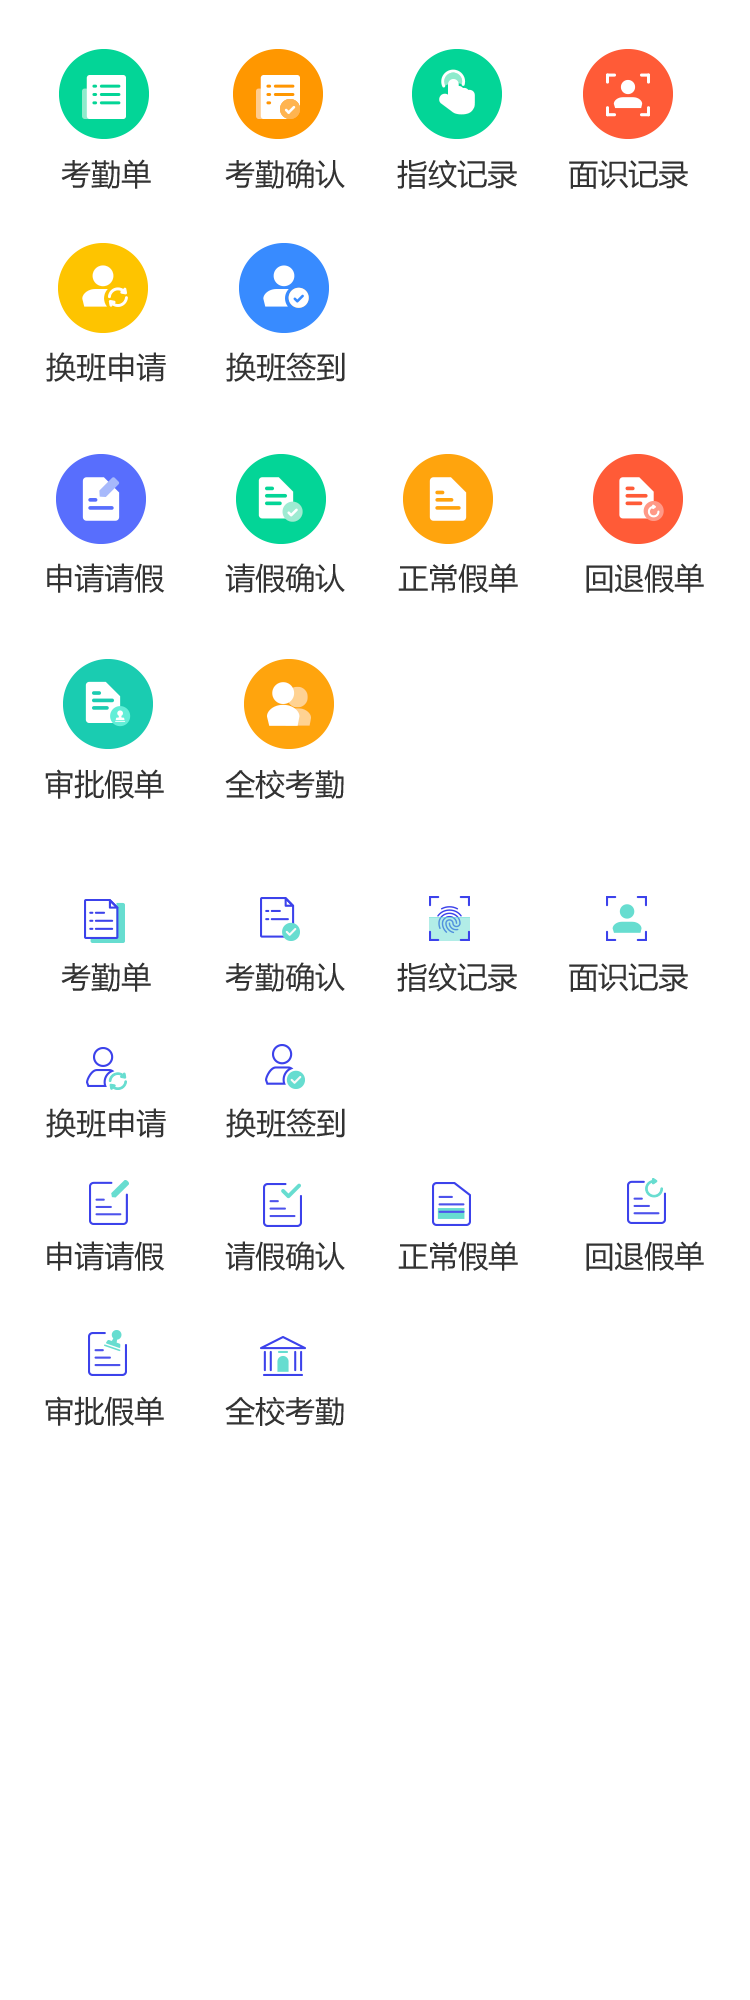 考勤单 考勤确认 指纹记录 面识记录
换班申请 换班签到
申请请假 请假确认 正常假单 回退假单
审批假单 全校考勤
考勤单 考勤确认 指纹记录 面识记录
换班申请 换班签到
申请请假 请假确认 正常假单 回退假单
审批假单 全校考勤